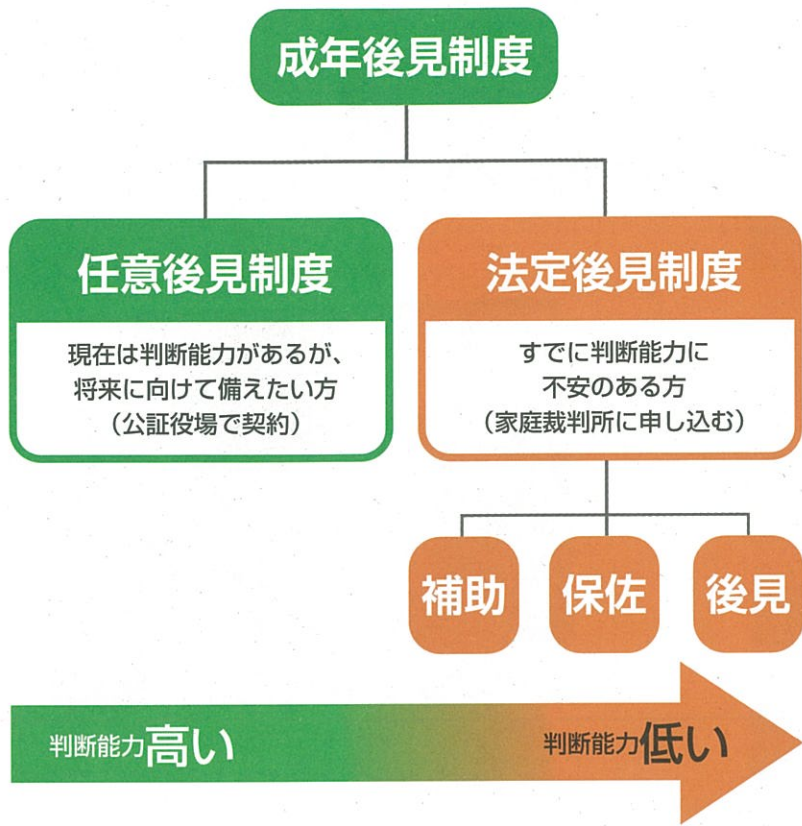 成年後見制度
任意後見制度
現在は判断能力があるが、
将来に向けて備えたい方
（公証役場で契約）
法定後見制度
すでに判断能力に
不安のある方
（家庭裁判所に申し込む）
補助
保佐
後見
判断能力高い
判断能力低い